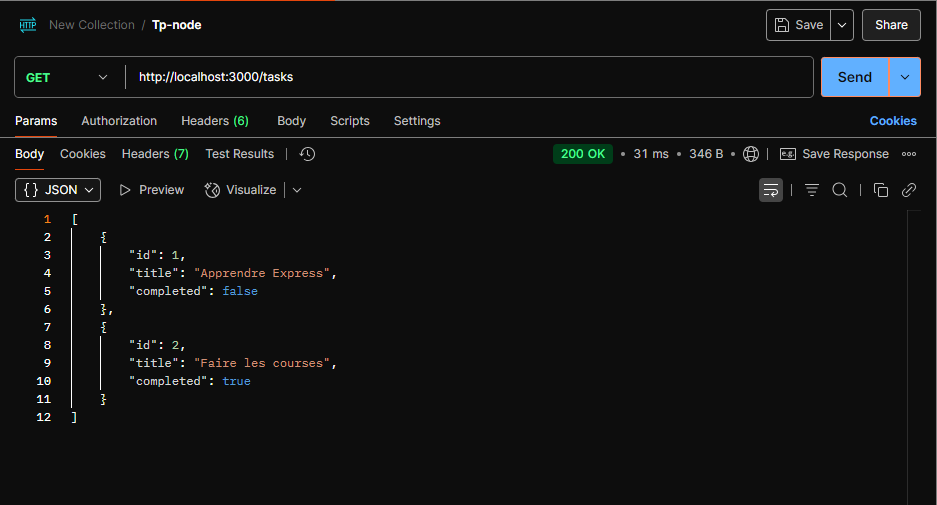 HTTP New Collection / Tp-node Save Share
GET http://localhost:3000/tasks Send
Params Authorization Headers (6) Body Scripts Settings Cookies
Body Cookies Headers (7) Test Results 200 OK • 31 ms • 346 B • e.g. Save Response
{} JSON Preview Visualize
1 [
2 {
3 "id": 1,
4 "title": "Apprendre Express",
5 "completed": false
6 },
7 {
8 "id": 2,
9 "title": "Faire les courses",
10 "completed": true
11 }
12 ]